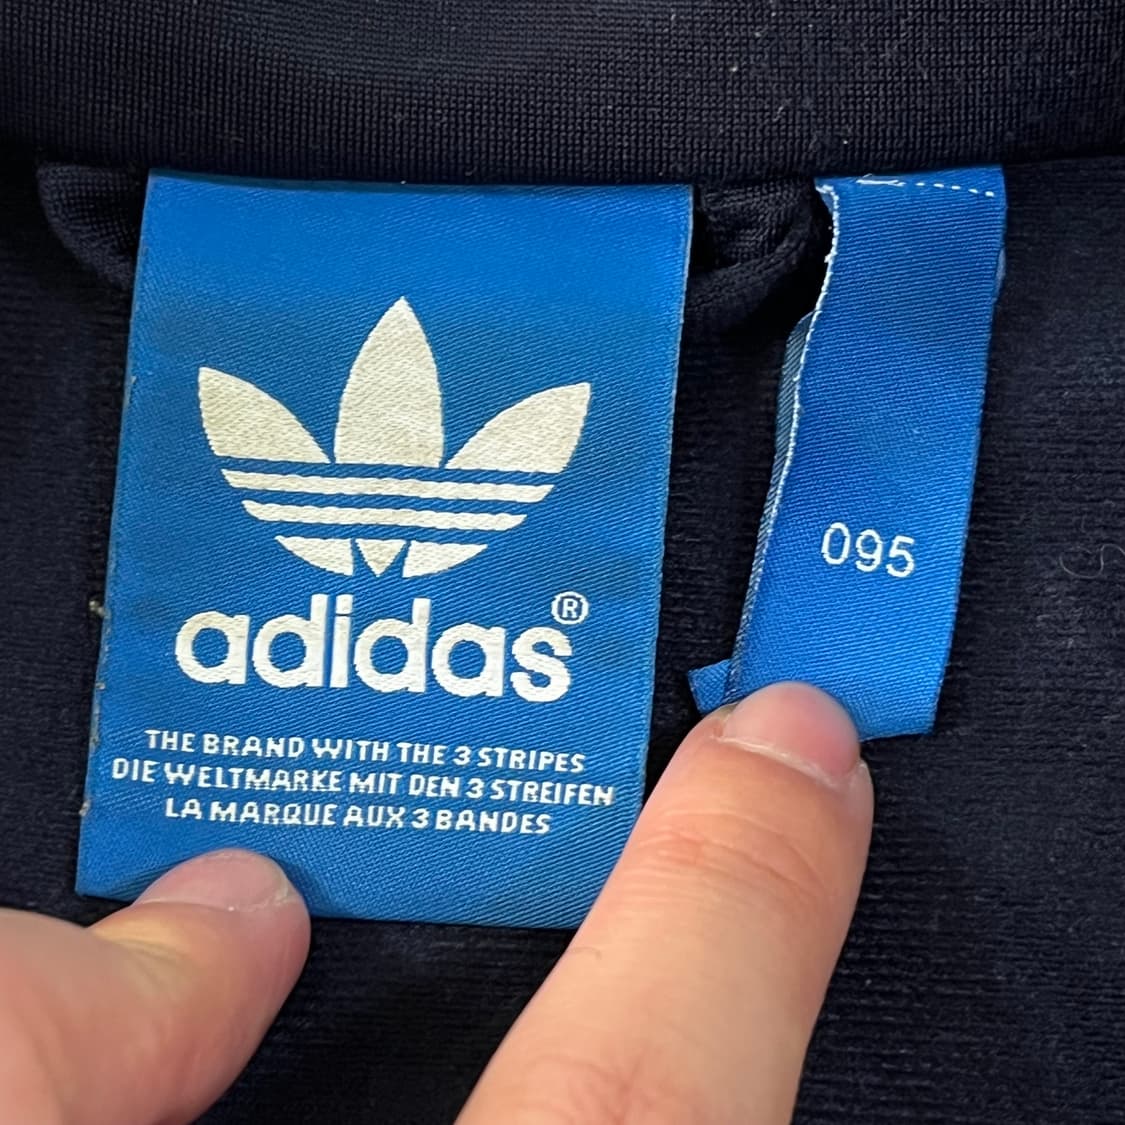 adidas®
THE BRAND WITH THE 3 STRIPES
DIE WELTMARKE MIT DEN 3 STREIFEN
LA MARQUE AUX 3 BANDES
095